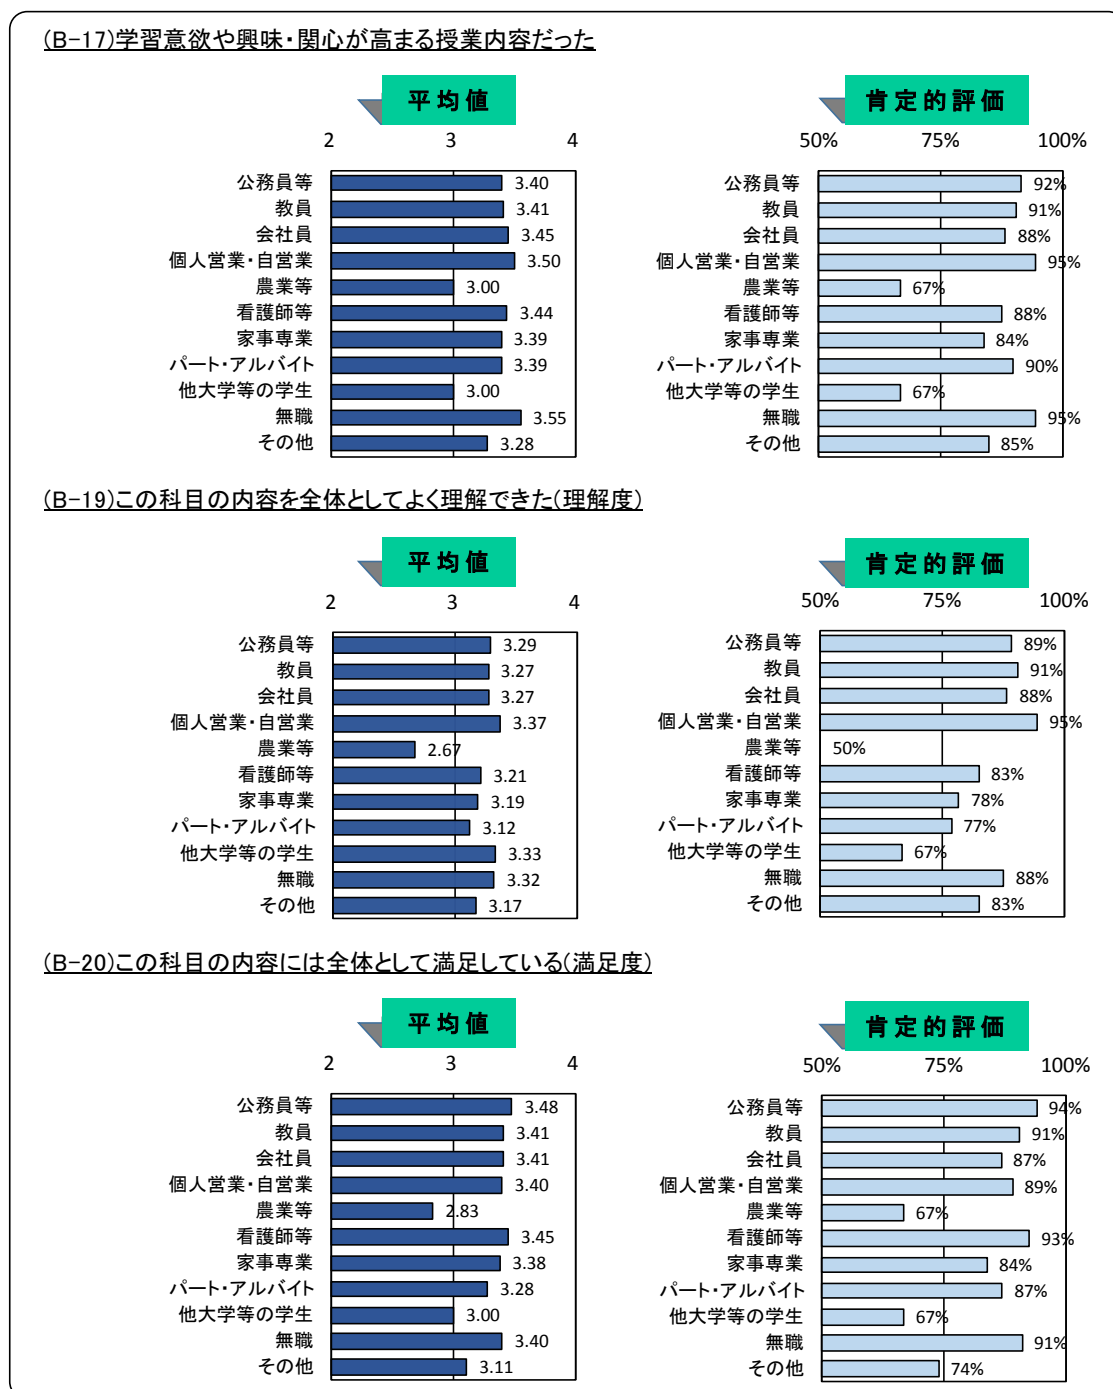 (B-17)学習意欲や興味・関心が高まる授業内容だった
平均値 肯定的評価
2 3 4 50% 75% 100%
公務員等 3.40 公務員等 92%
教員 3.41 教員 91%
会社員 3.45 会社員 88%
個人営業・自営業 3.50 個人営業・自営業 95%
農業等 3.00 農業等 67%
看護師等 3.44 看護師等 88%
家事専業 3.39 家事専業 84%
パート・アルバイト 3.39 パート・アルバイト 90%
他大学等の学生 3.00 他大学等の学生 67%
無職 3.55 無職 95%
その他 3.28 その他 85%
(B-19)この科目の内容を全体としてよく理解できた(理解度)
平均値 肯定的評価
2 3 4 50% 75% 100%
公務員等 3.29 公務員等 89%
教員 3.27 教員 91%
会社員 3.27 会社員 88%
個人営業・自営業 3.37 個人営業・自営業 95%
農業等 2.67 農業等 50%
看護師等 3.21 看護師等 83%
家事専業 3.19 家事専業 78%
パート・アルバイト 3.12 パート・アルバイト 77%
他大学等の学生 3.33 他大学等の学生 67%
無職 3.32 無職 88%
その他 3.17 その他 83%
(B-20)この科目の内容には全体として満足している(満足度)
平均値 肯定的評価
2 3 4 50% 75% 100%
公務員等 3.48 公務員等 94%
教員 3.41 教員 91%
会社員 3.41 会社員 87%
個人営業・自営業 3.40 個人営業・自営業 89%
農業等 2.83 農業等 67%
看護師等 3.45 看護師等 93%
家事専業 3.38 家事専業 84%
パート・アルバイト 3.28 パート・アルバイト 87%
他大学等の学生 3.00 他大学等の学生 67%
無職 3.40 無職 91%
その他 3.11 その他 74%